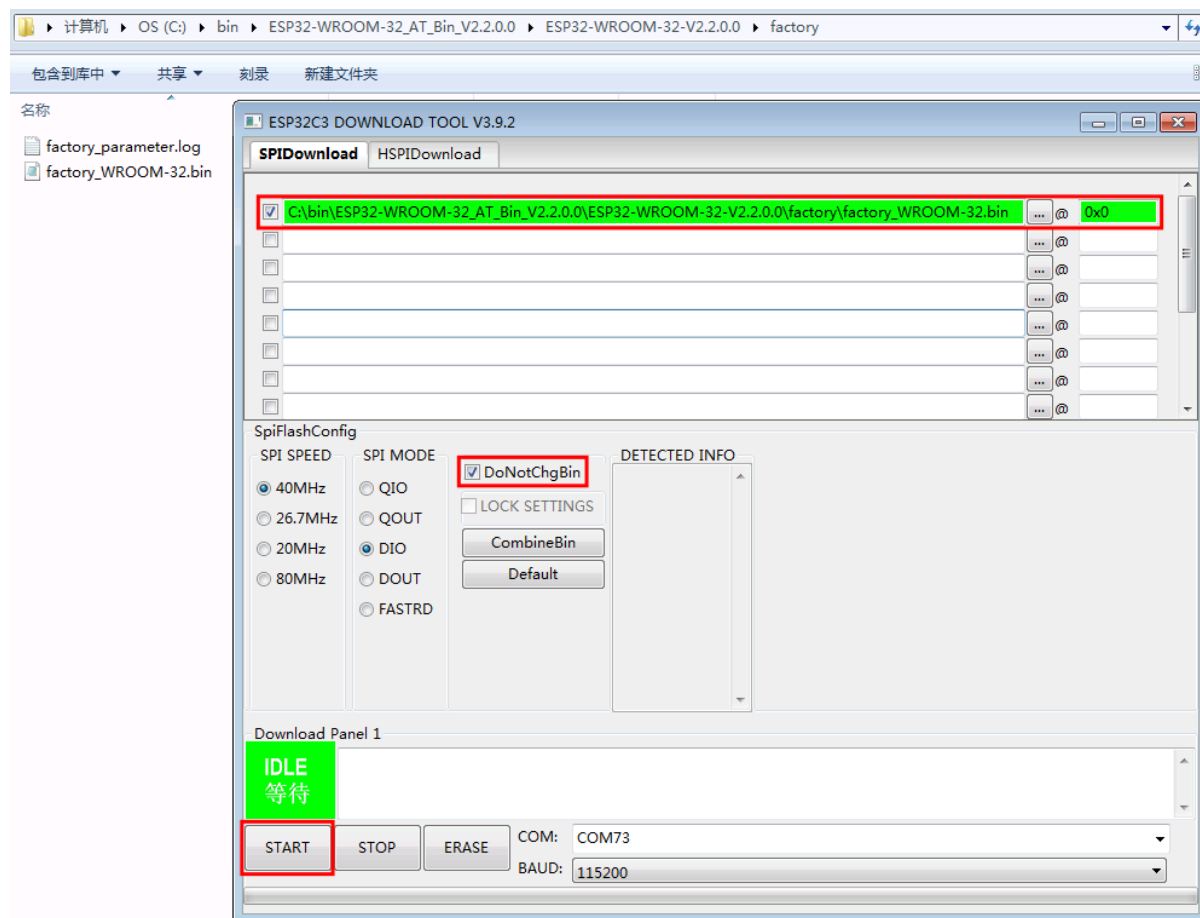 计算机 OS (C:) bin ESP32-WROOM-32_AT_Bin_V2.2.0.0 ESP32-WROOM-32-V2.2.0.0 factory
包含到库中 共享 刻录 新建文件夹
名称
factory_parameter.log
factory_WROOM-32.bin
ESP32C3 DOWNLOAD TOOL V3.9.2
SPIDownload HSPIDownload
C:\bin\ESP32-WROOM-32_AT_Bin_V2.2.0.0\ESP32-WROOM-32-V2.2.0.0\factory\factory_WROOM-32.bin ... @ 0x0
... @
... @
... @
... @
... @
... @
... @
SpiFlashConfig
SPI SPEED
40MHz
26.7MHz
20MHz
80MHz
SPI MODE
QIO
QOUT
DIO
DOUT
FASTRD
DoNotChgBin
LOCK SETTINGS
CombineBin
Default
DETECTED INFO
Download Panel 1
IDLE
等待
START STOP ERASE
COM: COM73
BAUD: 115200